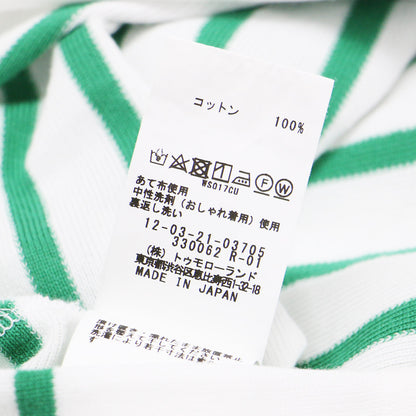 コットン 100%
WS017CU
あて布使用
中性洗剤（おしゃれ着用）使用
裏返し洗い
12-03-21-03705
330062 R-01
（株）トゥモローランド
東京都渋谷区恵比寿西1-32-18
MADE IN JAPAN